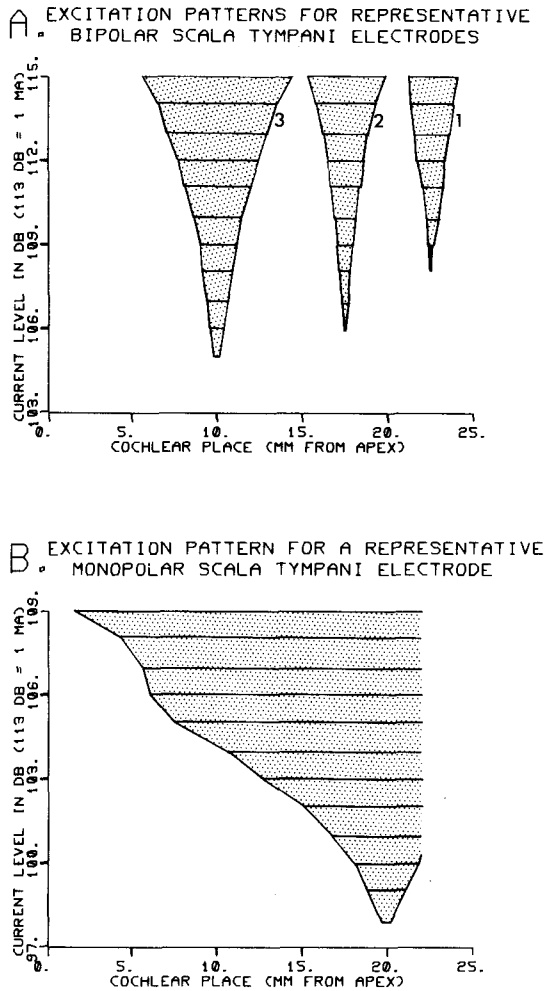 A. EXCITATION PATTERNS FOR REPRESENTATIVE
BIPOLAR SCALA TYMPANI ELECTRODES
CURRENT LEVEL IN DB (113 DB = 1 MA)
115.
112.
109.
106.
103.
3
2
1
0. 5. 10. 15. 20. 25.
COCHLEAR PLACE (MM FROM APEX)
B. EXCITATION PATTERN FOR A REPRESENTATIVE
MONOPOLAR SCALA TYMPANI ELECTRODE
CURRENT LEVEL IN DB (113 DB = 1 MA)
109.
106.
103.
100.
97.
0. 5. 10. 15. 20. 25.
COCHLEAR PLACE (MM FROM APEX)